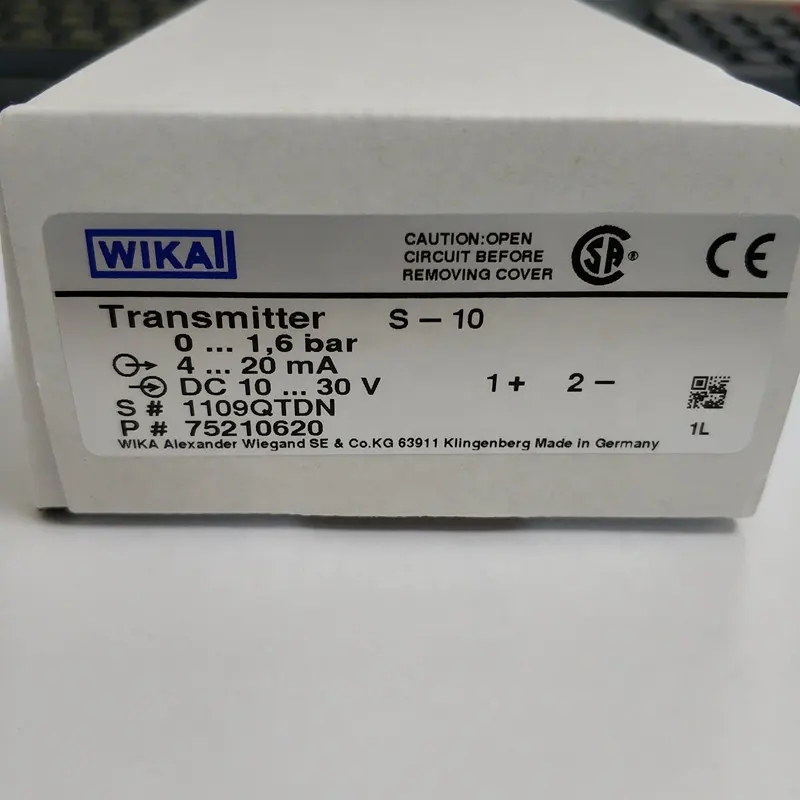 WIKA
CAUTION:OPEN
CIRCUIT BEFORE
REMOVING COVER
SA ®
CE
Transmitter S – 10
0 ... 1,6 bar
4 ... 20 mA
DC 10 ... 30 V 1 + 2 –
S # 1109QTDN
P # 75210620
1L
WIKA Alexander Wiegand SE & Co.KG 63911 Klingenberg Made in Germany